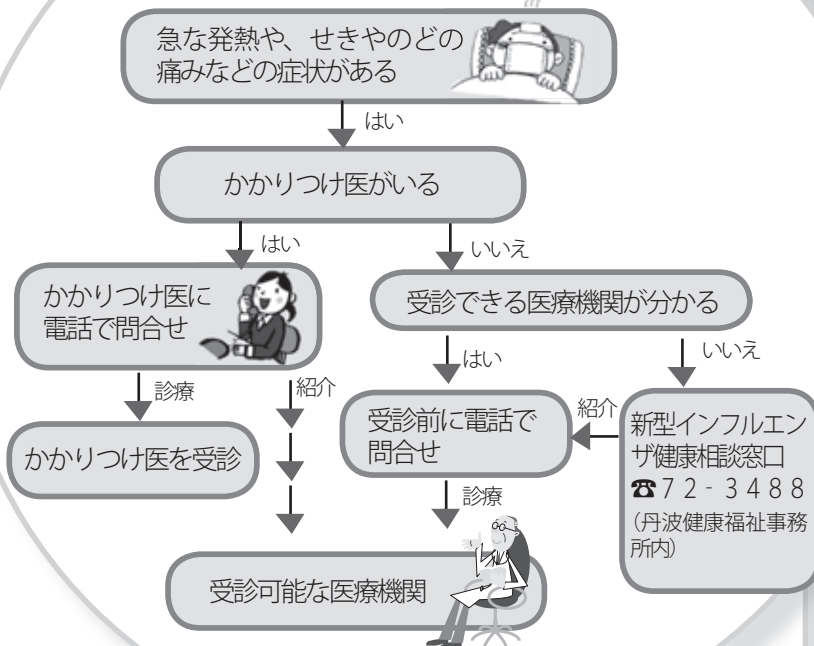 急な発熱や、せきやのどの
痛みなどの症状がある
はい
かかりつけ医がいる
はい
いいえ
かかりつけ医に
電話で問合せ
受診できる医療機関が分かる
診療
紹介
はい
いいえ
かかりつけ医を受診
受診前に電話で
問合せ
紹介
新型インフルエン
ザ健康相談窓口
☎72‐3488
（丹波健康福祉事務
所内）
診療
受診可能な医療機関